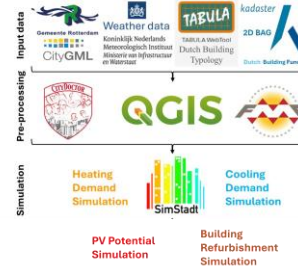 Input data
Gemeente Rotterdam
CityGML
Weather data
Koninklijk Nederlands
Meteorologisch Instituut
Ministerie van Infrastructuur
en Waterstaat
TABULA
TABULA WebTool
Dutch Building
Typology
kadaster
2D BAG
Dutch Building
Pre-processing
CITYDOCTOR
QGIS
F
Simulation
Heating
Demand
Simulation
SimStadt
Cooling
Demand
Simulation
PV Potential
Simulation
Building
Refurbishment
Simulation